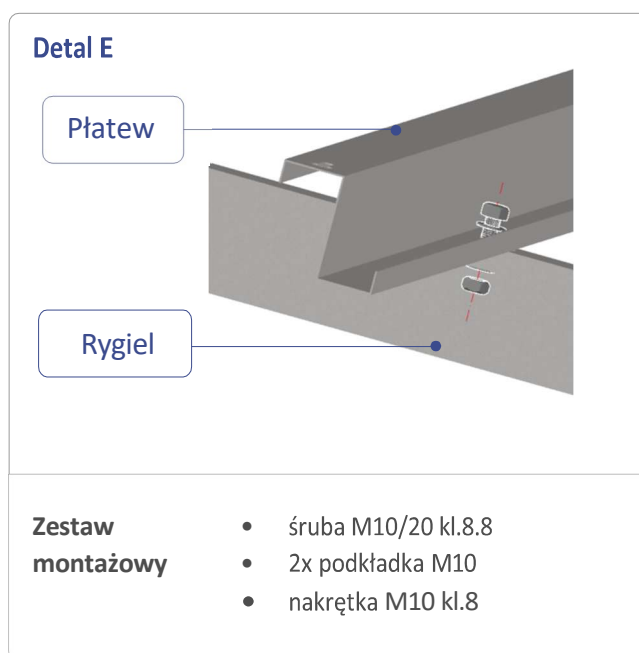 Detal E
Płatew
Rygiel
Zestaw montażowy
• śruba M10/20 kl.8.8
• 2x podkładka M10
• nakrętka M10 kl.8